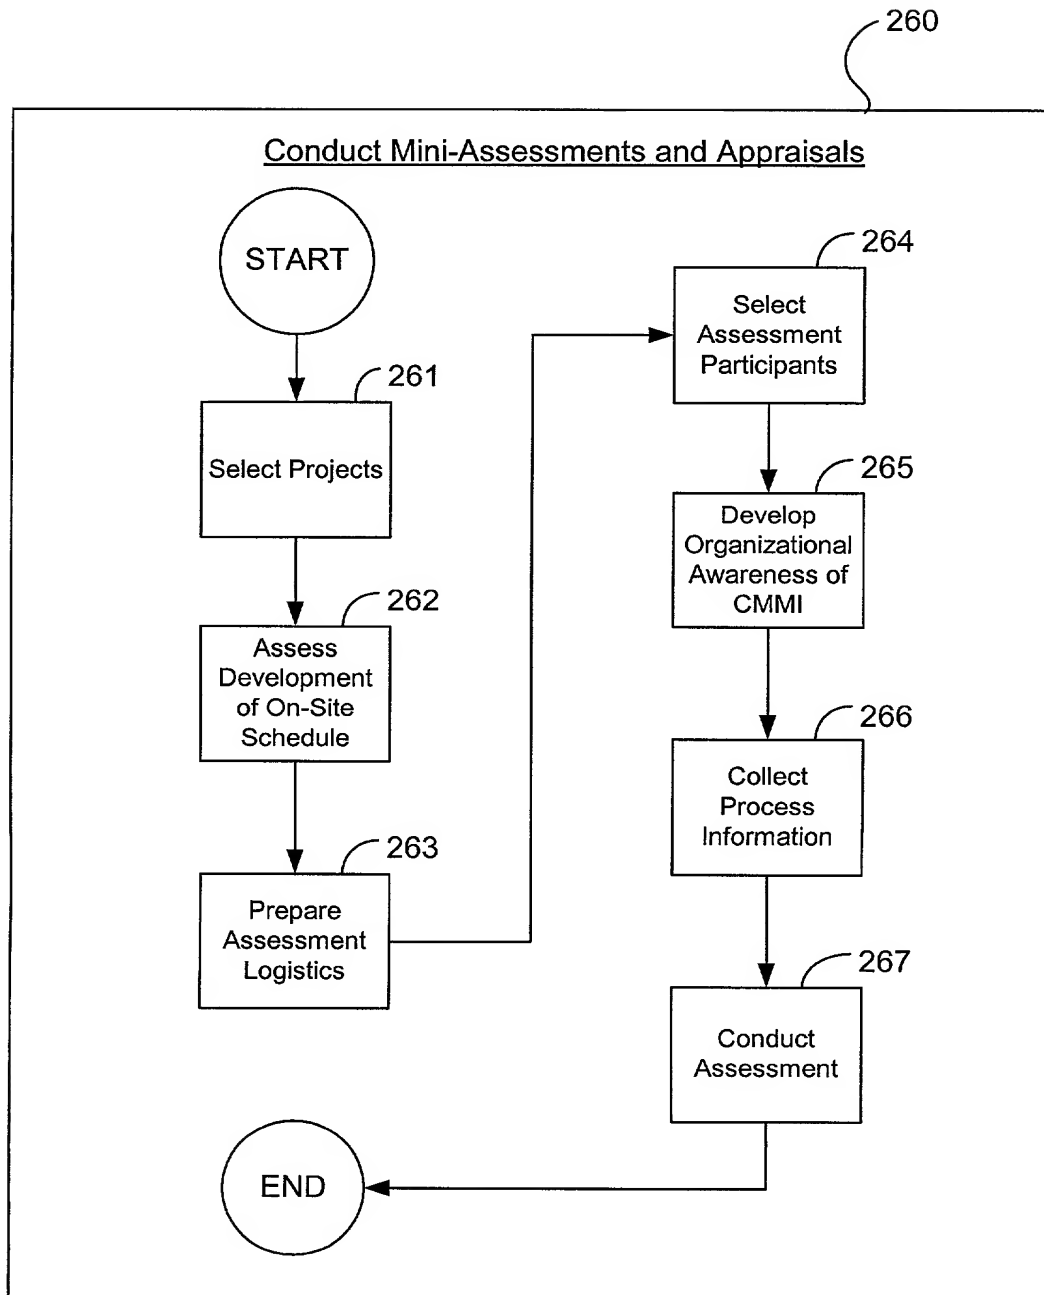 260
Conduct Mini-Assessments and Appraisals
START
261
Select Projects
262
Assess
Development
of On-Site
Schedule
263
Prepare
Assessment
Logistics
264
Select
Assessment
Participants
265
Develop
Organizational
Awareness of
CMMI
266
Collect
Process
Information
267
Conduct
Assessment
END